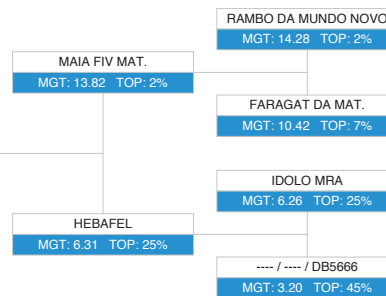 RAMBO DA MUNDO NOVO
MGT: 14.28 TOP: 2%
MAIA FIV MAT.
MGT: 13.82 TOP: 2%
FARAGAT DA MAT.
MGT: 10.42 TOP: 7%
IDOLO MRA
MGT: 6.26 TOP: 25%
HEBAFEL
MGT: 6.31 TOP: 25%
---- / ---- / DB5666
MGT: 3.20 TOP: 45%